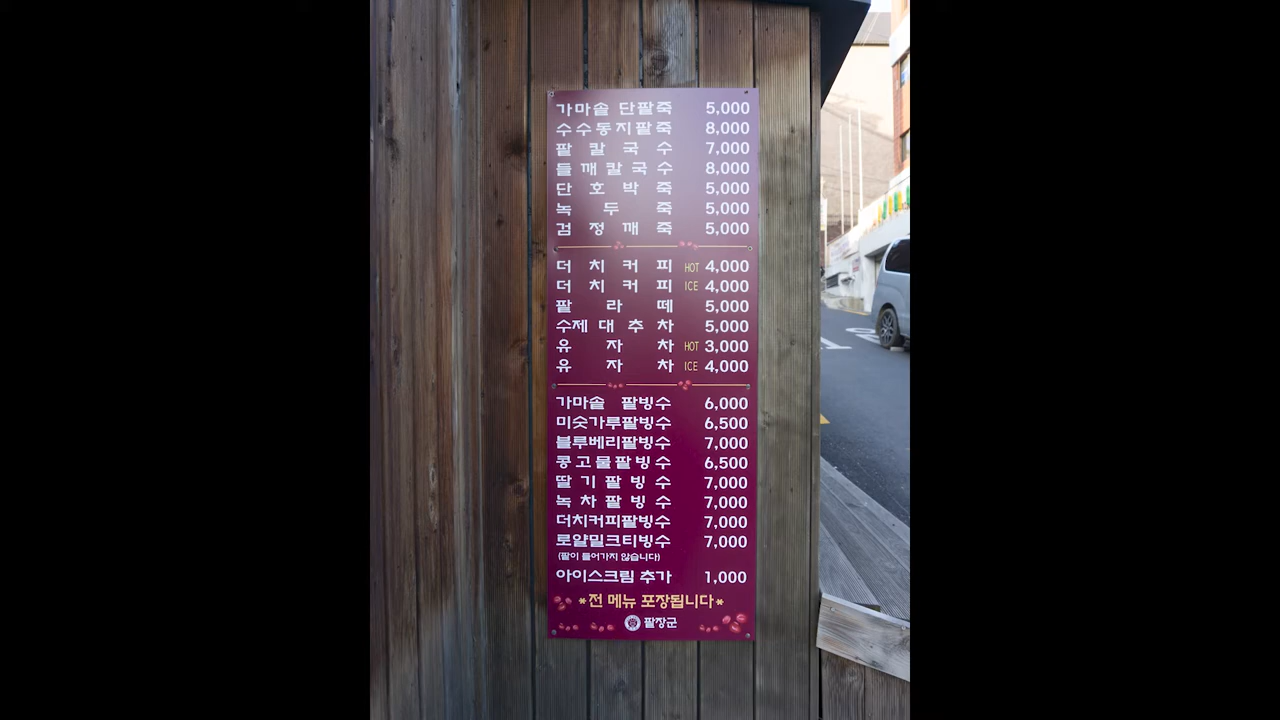 가마솥 단팥죽 5,000
수수동지팥죽 8,000
팥칼국수 7,000
들깨칼국수 8,000
단호박죽 5,000
녹두죽 5,000
검정깨죽 5,000
더치커피 HOT 4,000
더치커피 ICE 4,000
팥라떼 5,000
수제대추차 5,000
유자차 HOT 3,000
유자차 ICE 4,000
가마솥 팥빙수 6,000
미숫가루팥빙수 6,500
블루베리팥빙수 7,000
콩고물팥빙수 6,500
딸기팥빙수 7,000
녹차팥빙수 7,000
더치커피팥빙수 7,000
로얄밀크티빙수 7,000
(팥이 들어가지 않습니다)
아이스크림 추가 1,000
*전 메뉴 포장됩니다*
팥장군